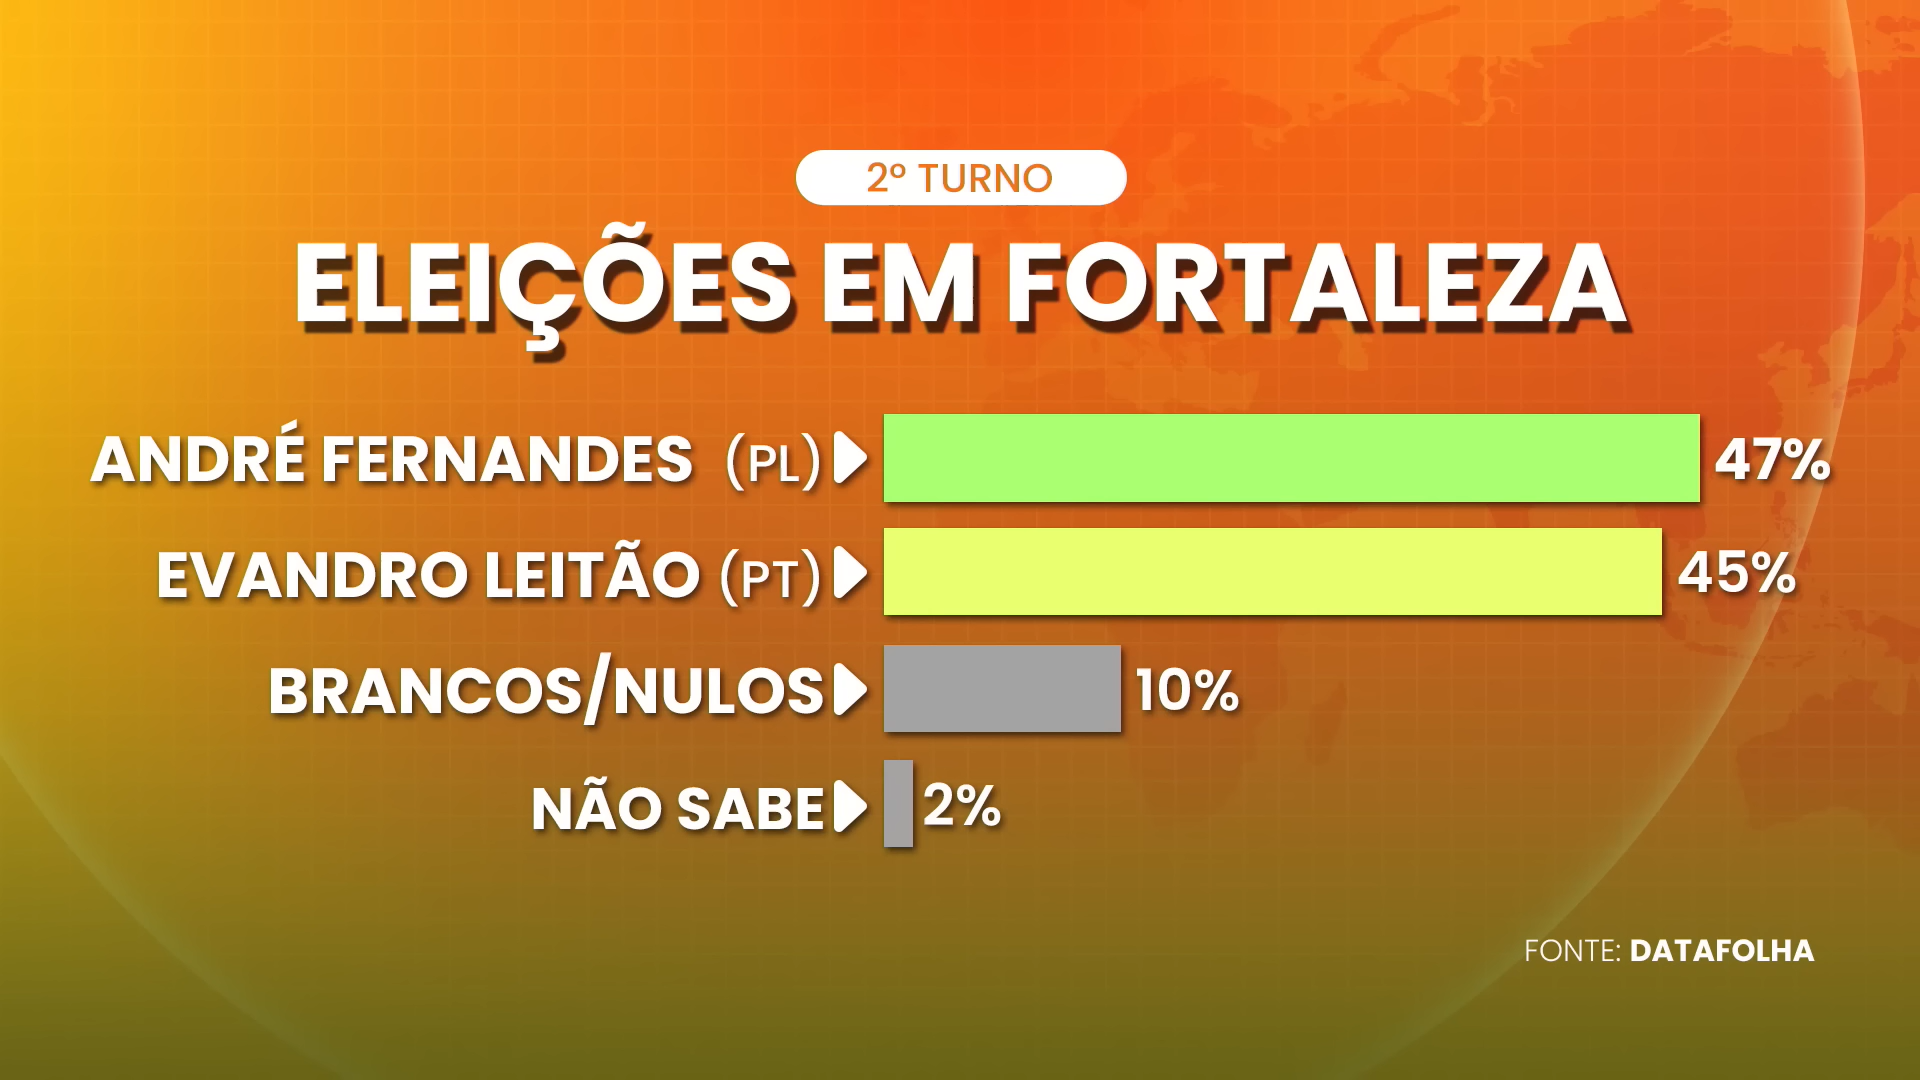 2º TURNO
ELEIÇÕES EM FORTALEZA
ANDRÉ FERNANDES (PL) 47%
EVANDRO LEITÃO (PT) 45%
BRANCOS/NULOS 10%
NÃO SABE 2%
FONTE: DATAFOLHA